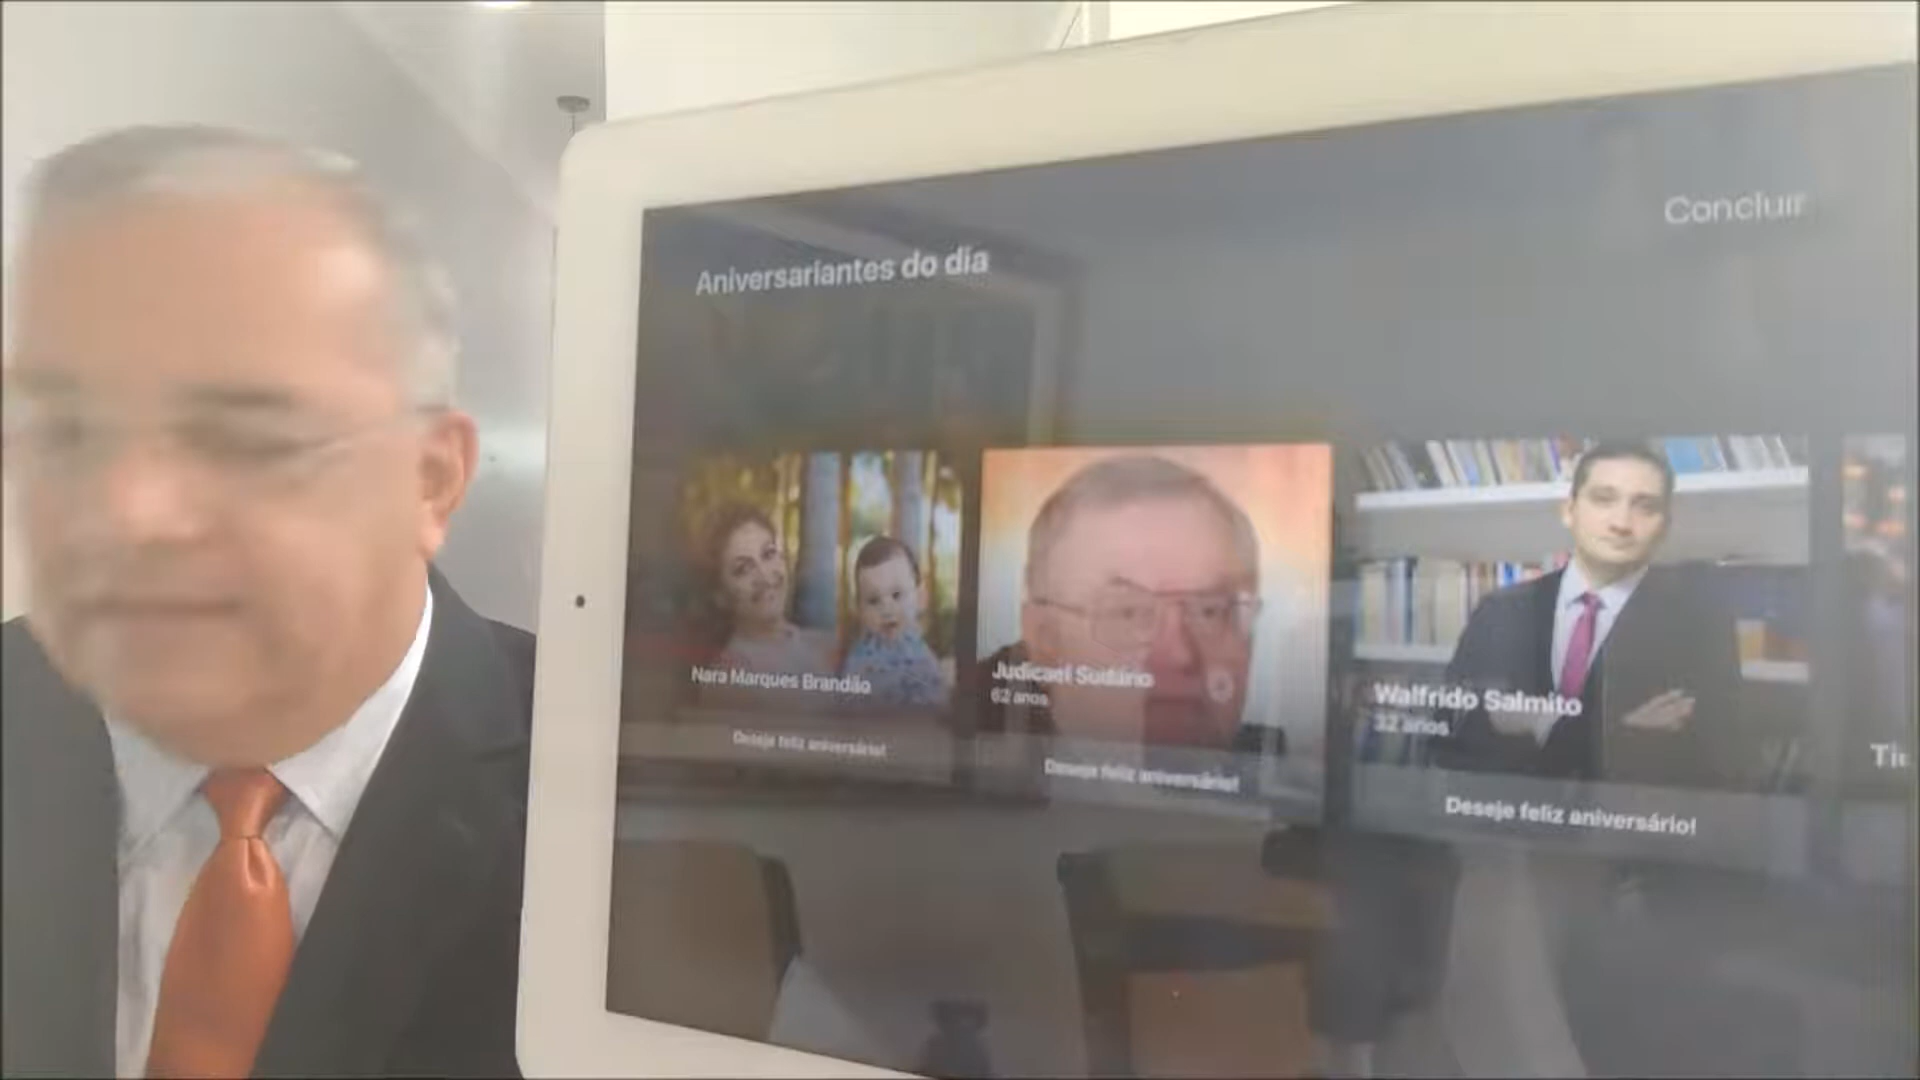 Concluir
Aniversariantes do dia
Nara Marques Brandão
Deseje feliz aniversário!
Judicael Sudário
62 anos
Deseje feliz aniversário!
Walfrido Salmito
32 anos
Deseje feliz aniversário!